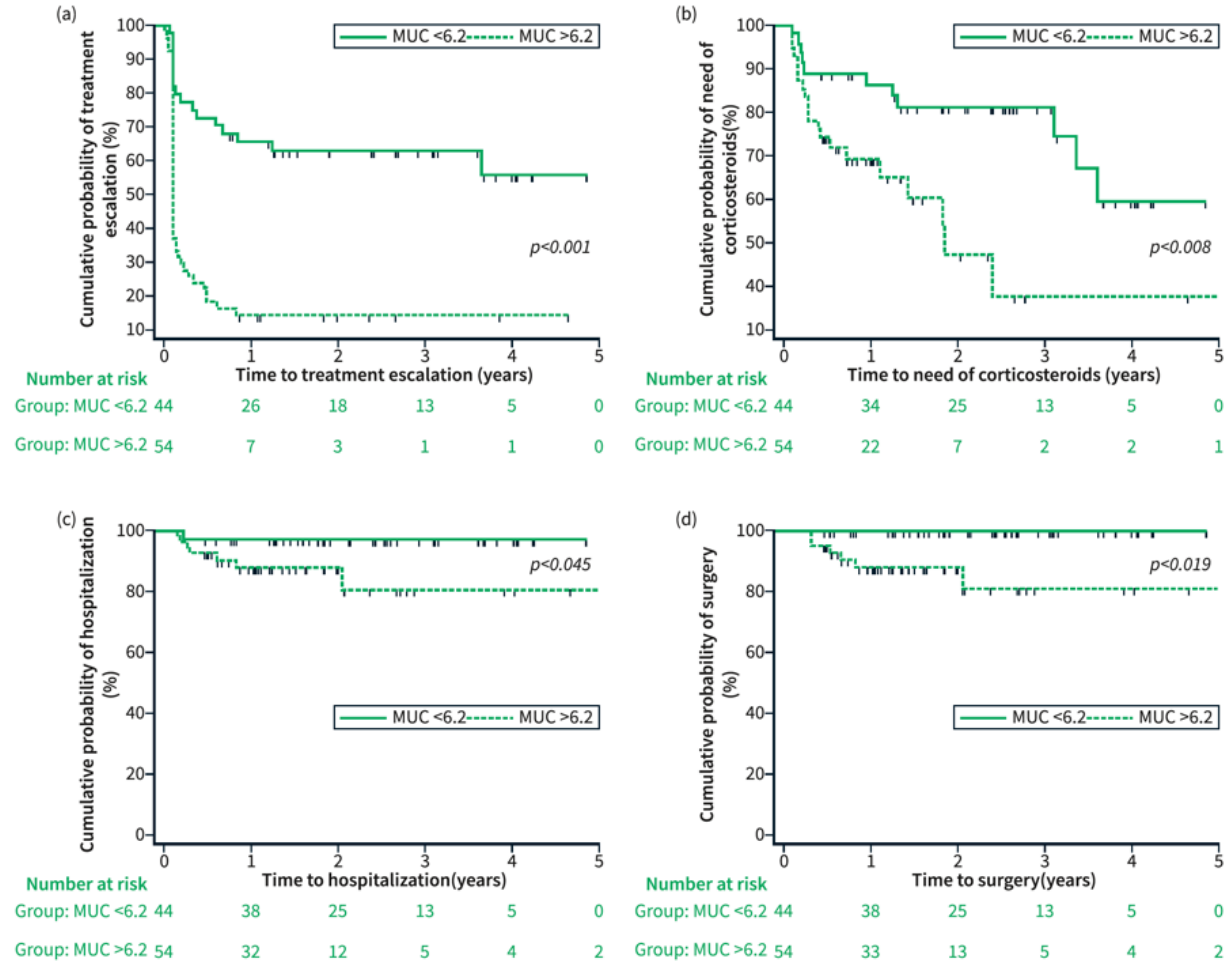 (a)
Cumulative probability of treatment
escalation (%)
MUC <6.2 MUC >6.2
100
90
80
70
60
50
40
30
20
10
p<0.001
0 1 2 3 4 5
Time to treatment escalation (years)
Number at risk
Group: MUC <6.2 44 26 18 13 5 0
Group: MUC >6.2 54 7 3 1 1 0
(b)
Cumulative probability of need of
corticosteroids(%)
MUC <6.2 MUC >6.2
100
90
80
70
60
50
40
10
p<0.008
0 1 2 3 4 5
Time to need of corticosteroids (years)
Number at risk
Group: MUC <6.2 44 34 25 13 5 0
Group: MUC >6.2 54 22 7 2 2 1
(c)
Cumulative probability of hospitalization
(%)
100
80
60
40
20
0
p<0.045
MUC <6.2 MUC >6.2
0 1 2 3 4 5
Time to hospitalization(years)
Number at risk
Group: MUC <6.2 44 38 25 13 5 0
Group: MUC >6.2 54 32 12 5 4 2
(d)
Cumulative probability of surgery
(%)
100
80
60
40
20
0
p<0.019
MUC <6.2 MUC >6.2
0 1 2 3 4 5
Time to surgery(years)
Number at risk
Group: MUC <6.2 44 38 25 13 5 0
Group: MUC >6.2 54 33 13 5 4 2